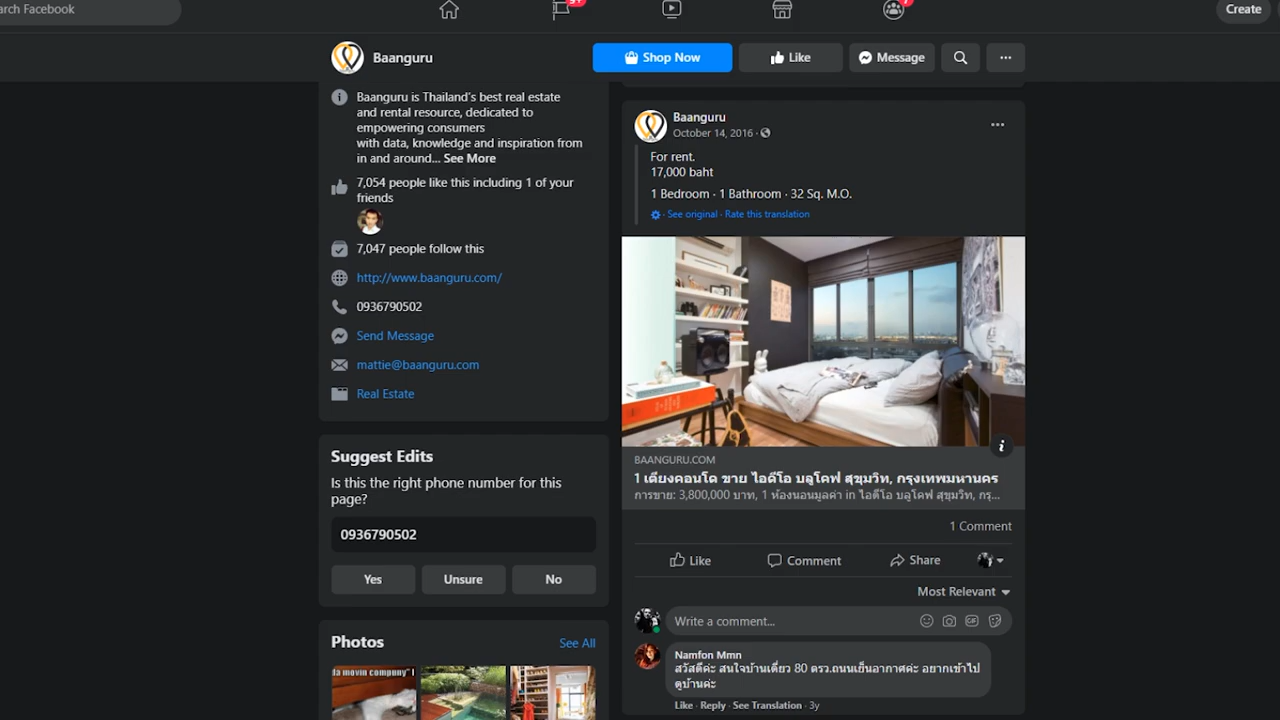 arch Facebook
9+
Create
Baanguru
Shop Now
Like
Message
Baanguru is Thailand's best real estate
and rental resource, dedicated to
empowering consumers
with data, knowledge and inspiration from
in and around... See More
7,054 people like this including 1 of your
friends
7,047 people follow this
http://www.baanguru.com/
0936790502
Send Message
mattie@baanguru.com
Real Estate
Suggest Edits
Is this the right phone number for this
page?
0936790502
Yes
Unsure
No
Photos
See All
Baanguru
October 14, 2016 ·
For rent.
17,000 baht
1 Bedroom · 1 Bathroom · 32 Sq. M.O.
· See original · Rate this translation
BAANGURU.COM
1 เตียงคอนโด ขาย ไอดีโอ บลูโคฟ สุขุมวิท, กรุงเทพมหานคร
การขาย: 3,800,000 บาท, 1 ห้องนอนมูลค่า in ไอดีโอ บลูโคฟ สุขุมวิท, กรุ...
1 Comment
Like
Comment
Share
Most Relevant
Write a comment...
GIF
Namfon Mmn
สวัสดีค่ะ สนใจบ้านเดี่ยว 80 ตรว.ถนนเย็นอากาศค่ะ อยากเข้าไป
ดูบ้านค่ะ
Like · Reply · See Translation · 3y